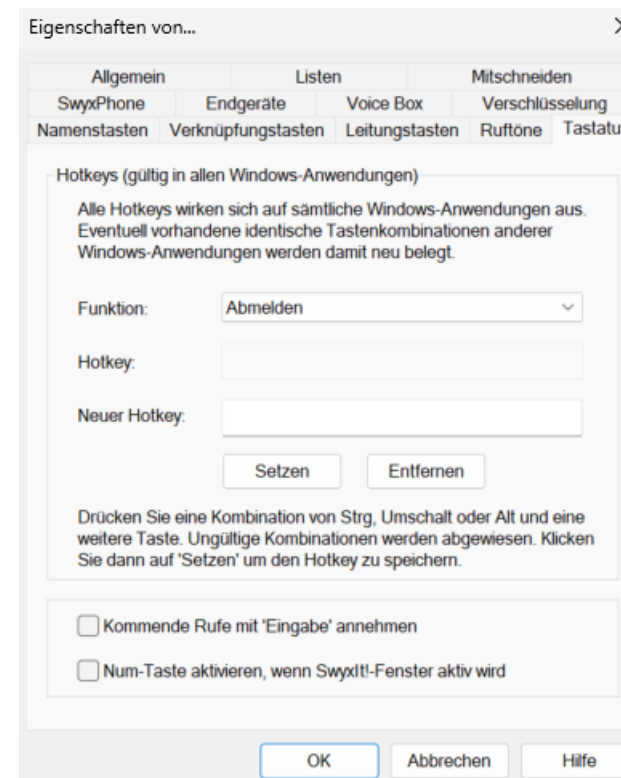 Eigenschaften von...
Allgemein Listen Mitschneiden
SwyxPhone Endgeräte Voice Box Verschlüsselung
Namenstasten Verknüpfungstasten Leitungstasten Ruftöne Tastatu
Hotkeys (gültig in allen Windows-Anwendungen)
Alle Hotkeys wirken sich auf sämtliche Windows-Anwendungen aus.
Eventuell vorhandene identische Tastenkombinationen anderer
Windows-Anwendungen werden damit neu belegt.
Funktion: Abmelden
Hotkey:
Neuer Hotkey:
Setzen Entfernen
Drücken Sie eine Kombination von Strg, Umschalt oder Alt und eine
weitere Taste. Ungültige Kombinationen werden abgewiesen. Klicken
Sie dann auf 'Setzen' um den Hotkey zu speichern.
Kommende Rufe mit 'Eingabe' annehmen
Num-Taste aktivieren, wenn SwyxIt!-Fenster aktiv wird
OK Abbrechen Hilfe